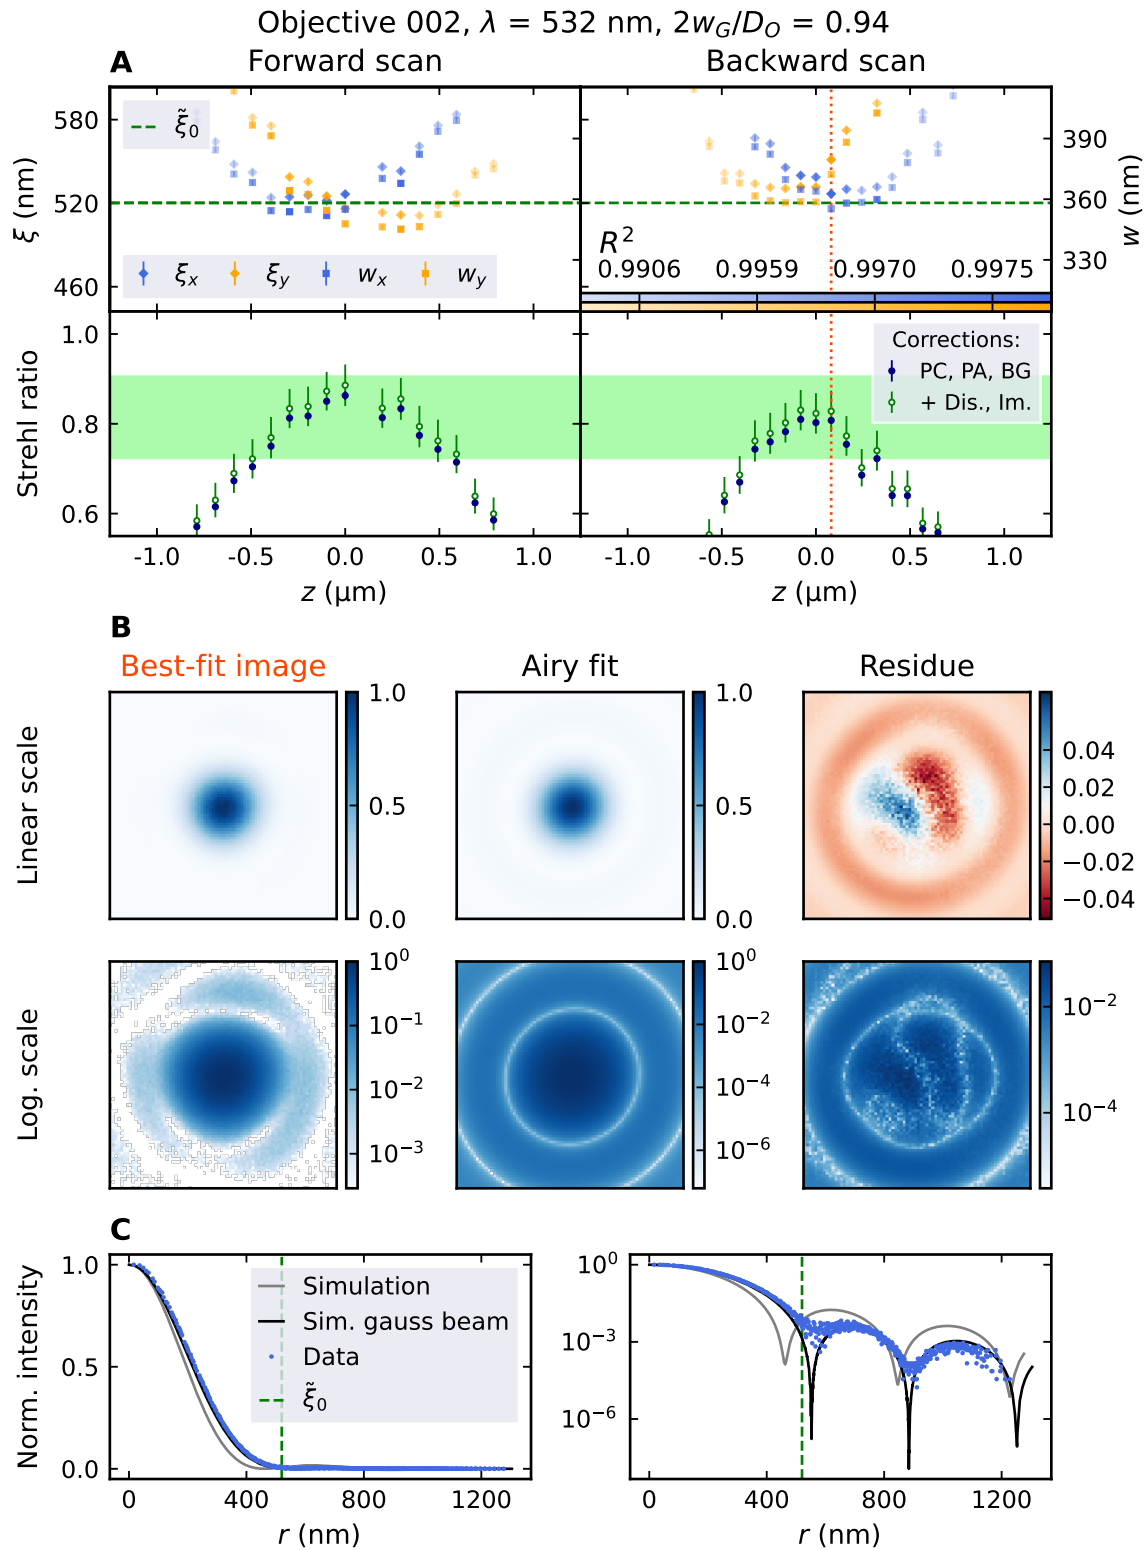 Objective 002, λ = 532 nm, 2w_G/D_O = 0.94
A
Forward scan
Backward scan
580
520
460
ξ (nm)
ξ̃₀
ξₓ
ξ_y
wₓ
w_y
390
360
330
w (nm)
R²
0.9906
0.9959
0.9970
0.9975
1.0
0.8
0.6
Strehl ratio
Corrections:
PC, PA, BG
+ Dis., Im.
-1.0
-0.5
0.0
0.5
1.0
-1.0
-0.5
0.0
0.5
1.0
z (μm)
z (μm)
B
Best-fit image
Airy fit
Residue
Linear scale
1.0
0.5
0.0
1.0
0.5
0.0
0.04
0.02
0.00
−0.02
−0.04
Log. scale
10⁰
10⁻¹
10⁻²
10⁻³
10⁰
10⁻²
10⁻⁴
10⁻⁶
10⁻²
10⁻⁴
C
Norm. intensity
1.0
0.5
0.0
Simulation
Sim. gauss beam
Data
ξ̃₀
10⁰
10⁻³
10⁻⁶
0
400
800
1200
0
400
800
1200
r (nm)
r (nm)